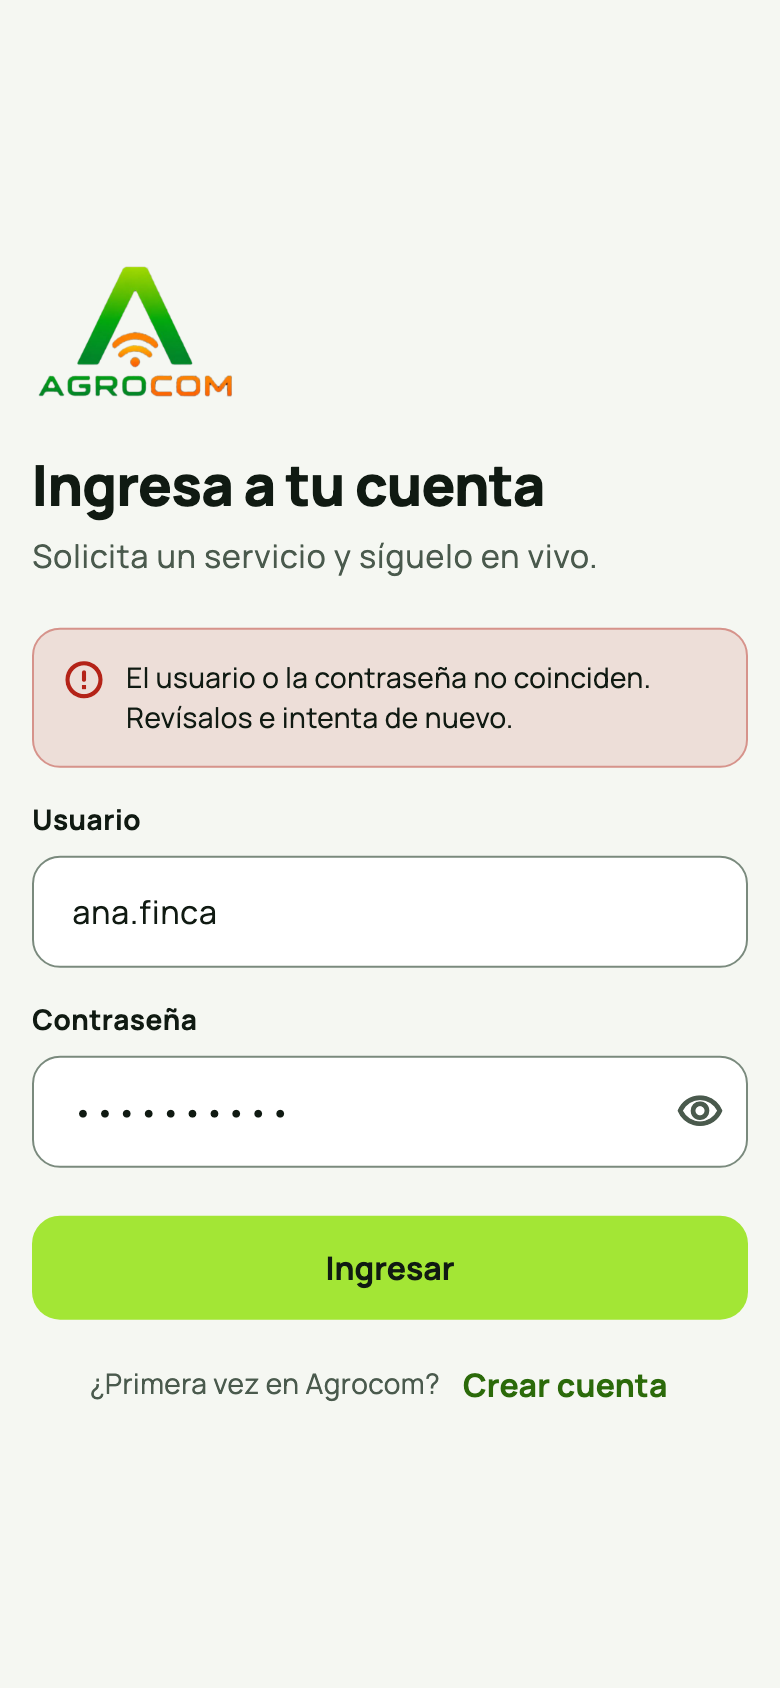 AGROCOM
Ingresa a tu cuenta
Solicita un servicio y síguelo en vivo.
El usuario o la contraseña no coinciden.
Revísalos e intenta de nuevo.
Usuario
ana.finca
Contraseña
••••••••••
Ingresar
¿Primera vez en Agrocom? Crear cuenta